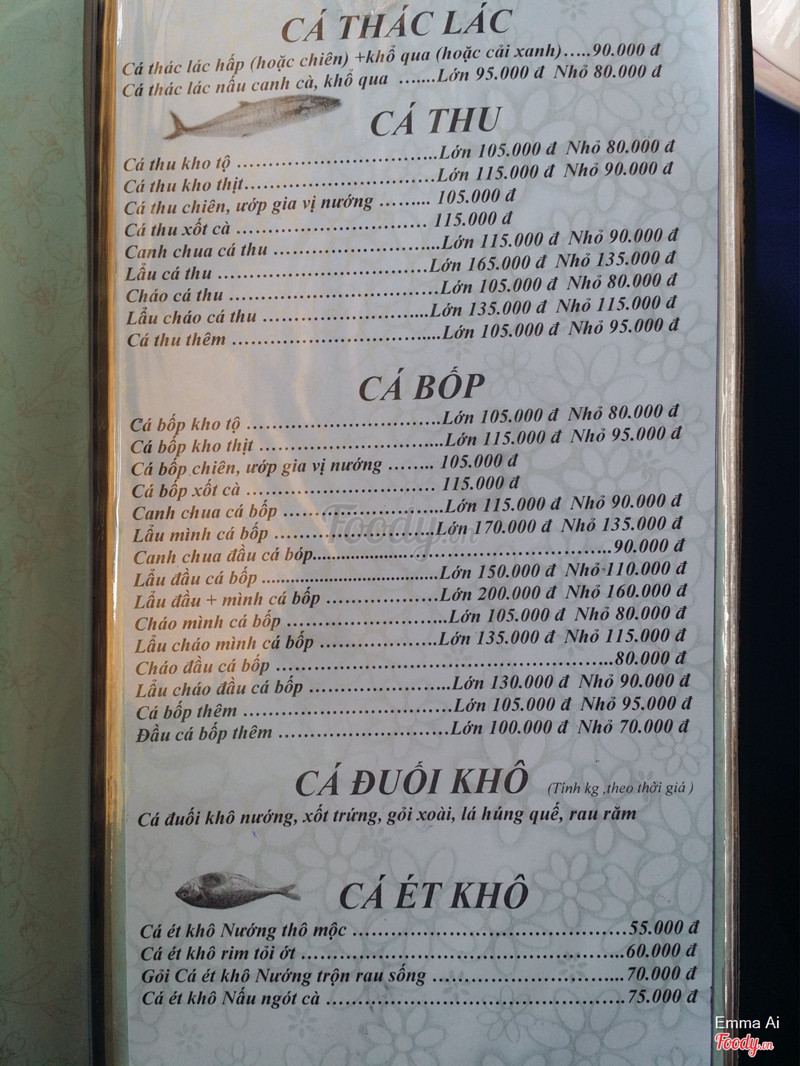 CÁ THÁC LÁC
Cá thác lác hấp (hoặc chiên) +khổ qua (hoặc cải xanh).....90.000 đ
Cá thác lác nấu canh cà, khổ qua .......Lớn 95.000 đ Nhỏ 80.000 đ
CÁ THU
Cá thu kho tộ ................................Lớn 105.000 đ Nhỏ 80.000 đ
Cá thu kho thịt..............................Lớn 115.000 đ Nhỏ 90.000 đ
Cá thu chiên, ướp gia vị nướng ......... 105.000 đ
Cá thu xốt cà .............................. 115.000 đ
Canh chua cá thu ..........................Lớn 115.000 đ Nhỏ 90.000 đ
Lẩu cá thu .................................Lớn 165.000 đ Nhỏ 135.000 đ
Cháo cá thu .................................Lớn 105.000 đ Nhỏ 80.000 đ
Lẩu cháo cá thu ..........................Lớn 135.000 đ Nhỏ 115.000 đ
Cá thu thêm .................................Lớn 105.000 đ Nhỏ 95.000 đ
CÁ BỐP
Cá bốp kho tộ ..............................Lớn 105.000 đ Nhỏ 80.000 đ
Cá bốp kho thịt .............................Lớn 115.000 đ Nhỏ 95.000 đ
Cá bốp chiên, ướp gia vị nướng ........ 105.000 đ
Cá bốp xốt cà .............................. 115.000 đ
Canh chua cá bốp .........................Lớn 115.000 đ Nhỏ 90.000 đ
Lẩu mình cá bốp .........................Lớn 170.000 đ Nhỏ 135.000 đ
Canh chua đầu cá bóp..................................................90.000 đ
Lẩu đầu cá bốp ..........................................Lớn 150.000 đ Nhỏ 110.000 đ
Lẩu đầu + mình cá bốp .................Lớn 200.000 đ Nhỏ 160.000 đ
Cháo mình cá bốp .........................Lớn 105.000 đ Nhỏ 80.000 đ
Lẩu cháo mình cá bốp ....................Lớn 135.000 đ Nhỏ 115.000 đ
Cháo đầu cá bốp ....................................................80.000 đ
Lẩu cháo đầu cá bốp .....................Lớn 130.000 đ Nhỏ 90.000 đ
Cá bốp thêm ................................Lớn 105.000 đ Nhỏ 95.000 đ
Đầu cá bốp thêm ..........................Lớn 100.000 đ Nhỏ 70.000 đ
CÁ ĐUỐI KHÔ (Tính kg ,theo thời giá )
Cá đuối khô nướng, xốt trứng, gỏi xoài, lá húng quế, rau răm
CÁ ÉT KHÔ
Cá ét khô Nướng thô mộc ..........................................55.000 đ
Cá ét khô rim tỏi ớt ..................................................60.000 đ
Gỏi Cá ét khô Nướng trộn rau sống .............................70.000 đ
Cá ét khô Nấu ngót cà ..............................................75.000 đ
Foody.vn
Emma Ai
Foody.vn